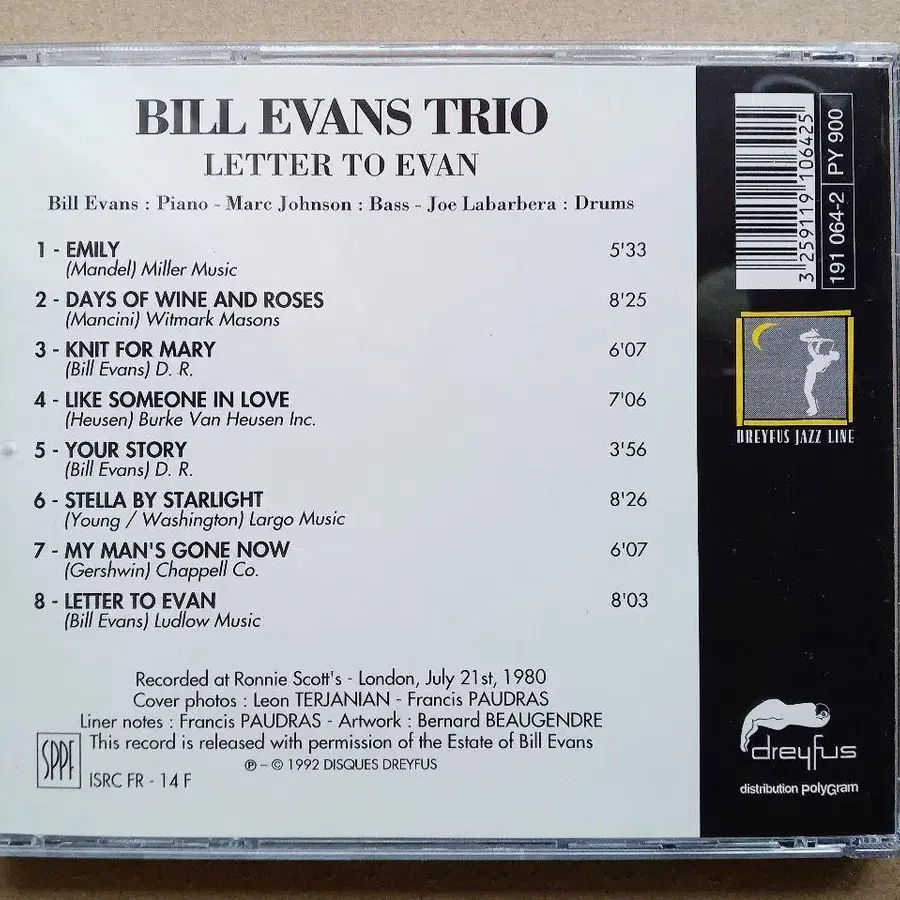 BILL EVANS TRIO
LETTER TO EVAN
Bill Evans : Piano - Marc Johnson : Bass - Joe Labarbera : Drums
1 - EMILY 5'33
(Mandel) Miller Music
2 - DAYS OF WINE AND ROSES 8'25
(Mancini) Witmark Masons
3 - KNIT FOR MARY 6'07
(Bill Evans) D. R.
4 - LIKE SOMEONE IN LOVE 7'06
(Heusen) Burke Van Heusen Inc.
5 - YOUR STORY 3'56
(Bill Evans) D. R.
6 - STELLA BY STARLIGHT 8'26
(Young / Washington) Largo Music
7 - MY MAN'S GONE NOW 6'07
(Gershwin) Chappell Co.
8 - LETTER TO EVAN 8'03
(Bill Evans) Ludlow Music
Recorded at Ronnie Scott's - London, July 21st, 1980
Cover photos : Leon TERJANIAN - Francis PAUDRAS
Liner notes : Francis PAUDRAS - Artwork : Bernard BEAUGENDRE
This record is released with permission of the Estate of Bill Evans
℗ – © 1992 DISQUES DREYFUS
SPPF
ISRC FR - 14 F
3 259119 106425
191 064-2 PY 900
DREYFUS JAZZ LINE
dreyfus
distribution polyGram